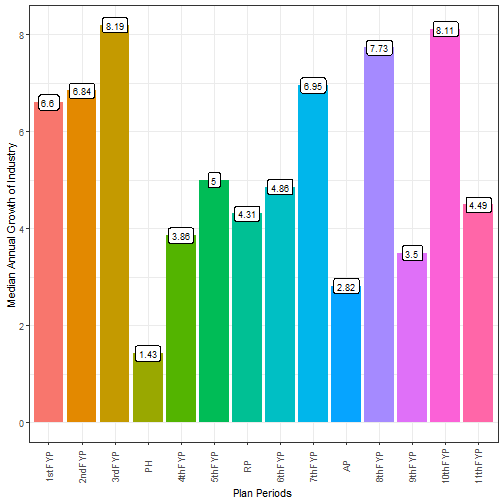 Median Annual Growth of Industry
8
6
4
2
0
6.6
6.84
8.19
1.43
3.86
5
4.31
4.86
6.95
2.82
7.73
3.5
8.11
4.49
1stFYP
2ndFYP
3rdFYP
PH
4thFYP
5thFYP
RP
6thFYP
7thFYP
AP
8thFYP
9thFYP
10thFYP
11thFYP
Plan Periods